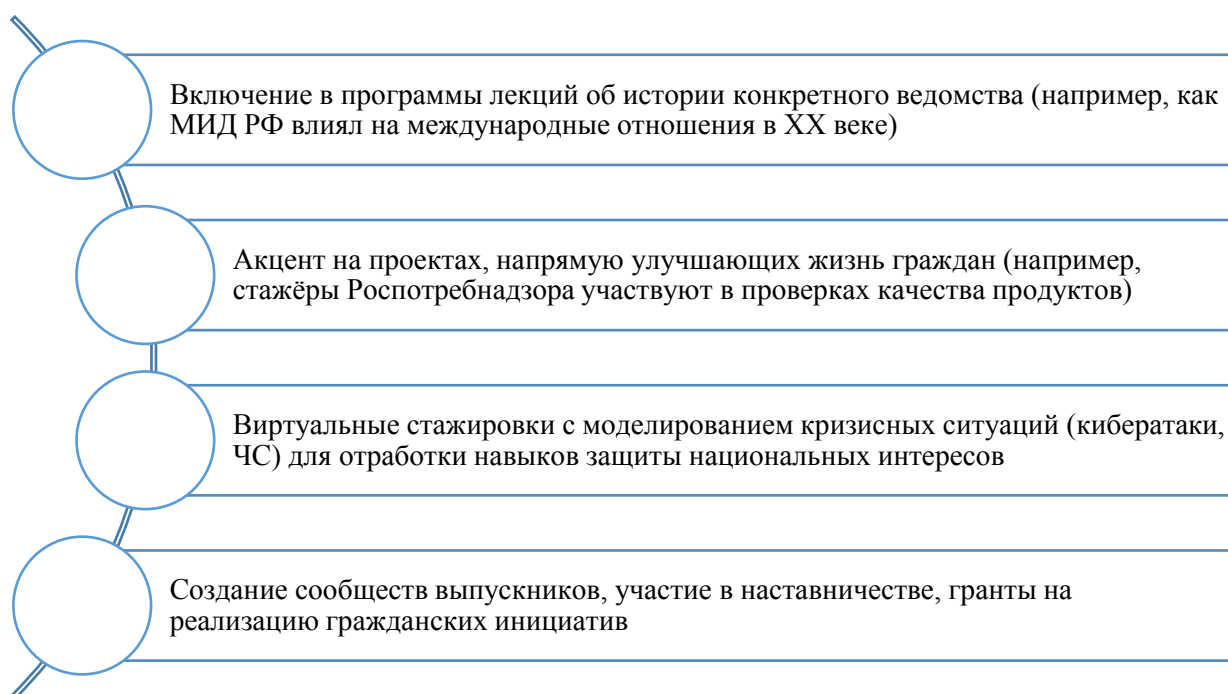 Включение в программы лекций об истории конкретного ведомства (например, как
МИД РФ влиял на международные отношения в XX веке)
Акцент на проектах, напрямую улучшающих жизнь граждан (например,
стажёры Роспотребнадзора участвуют в проверках качества продуктов)
Виртуальные стажировки с моделированием кризисных ситуаций (кибератаки,
ЧС) для отработки навыков защиты национальных интересов
Создание сообществ выпускников, участие в наставничестве, гранты на
реализацию гражданских инициатив